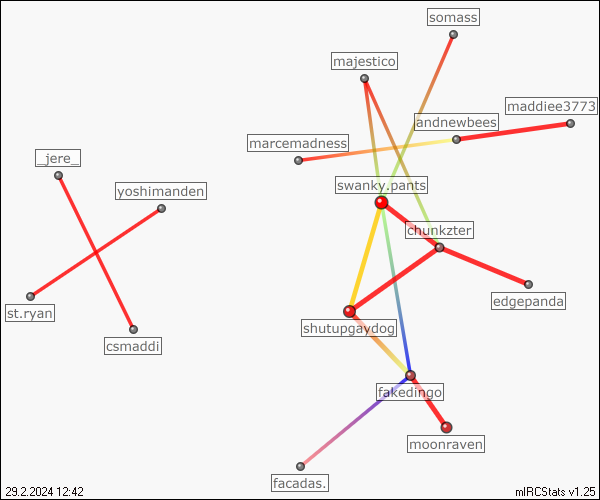 somass
majestico
maddiee3773
andnewbees
marcemadness
_jere_
yoshimanden
swanky.pants
chunkzter
edgepanda
st.ryan
shutupgaydog
csmaddi
fakedingo
moonraven
facadas.
29.2.2024 12:42
mIRCStats v1.25